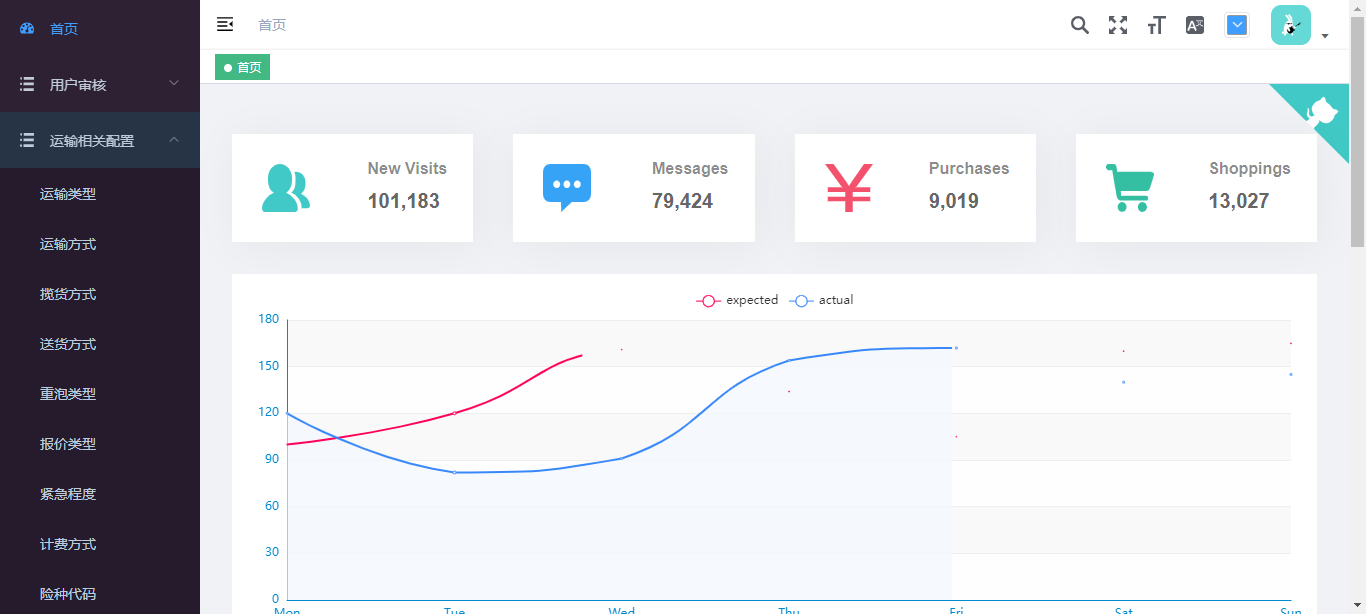 首页
用户审核
运输相关配置
运输类型
运输方式
揽货方式
送货方式
重泡类型
报价类型
紧急程度
计费方式
险种代码
首页
首页
New Visits
101,183
Messages
79,424
Purchases
9,019
Shoppings
13,027
expected
actual
180
150
120
90
60
30
0
Mon
Tue
Wed
Thu
Fri
Sat
Sun